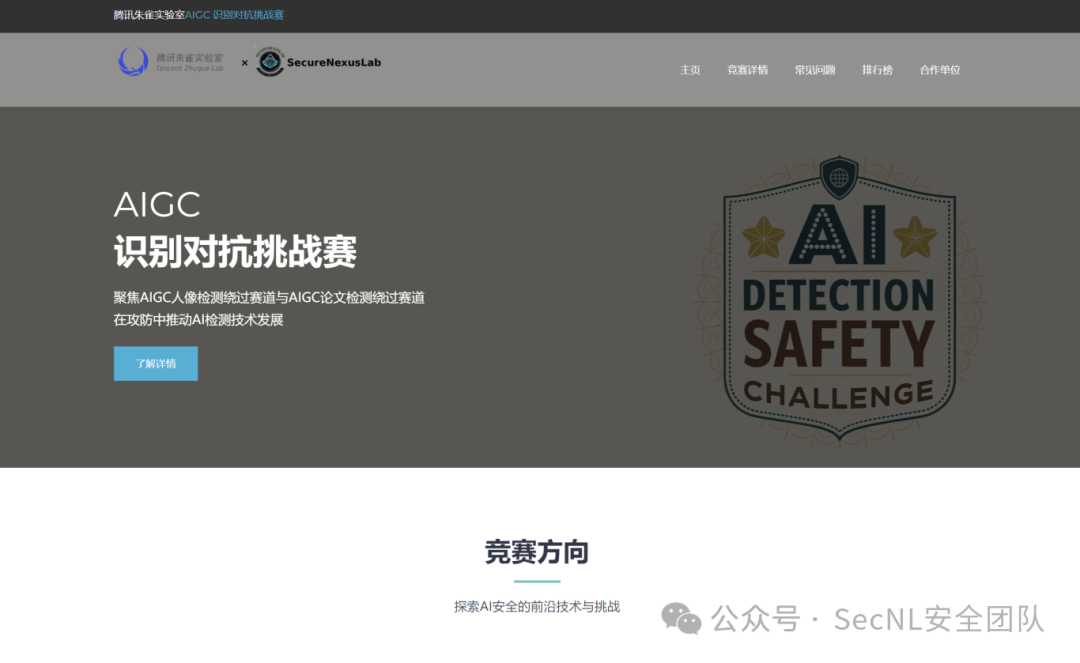 腾讯朱雀实验室AIGC 识别对抗挑战赛
腾讯朱雀实验室
Tencent Zhuque Lab
×
SecureNexusLab
主页 竞赛详情 常见问题 排行榜 合作单位
AIGC
识别对抗挑战赛
聚焦AIGC人像检测绕过赛道与AIGC论文检测绕过赛道
在攻防中推动AI检测技术发展
了解详情
AI
DETECTION
SAFETY
CHALLENGE
竞赛方向
探索AI安全的前沿技术与挑战
公众号 · SecNL安全团队